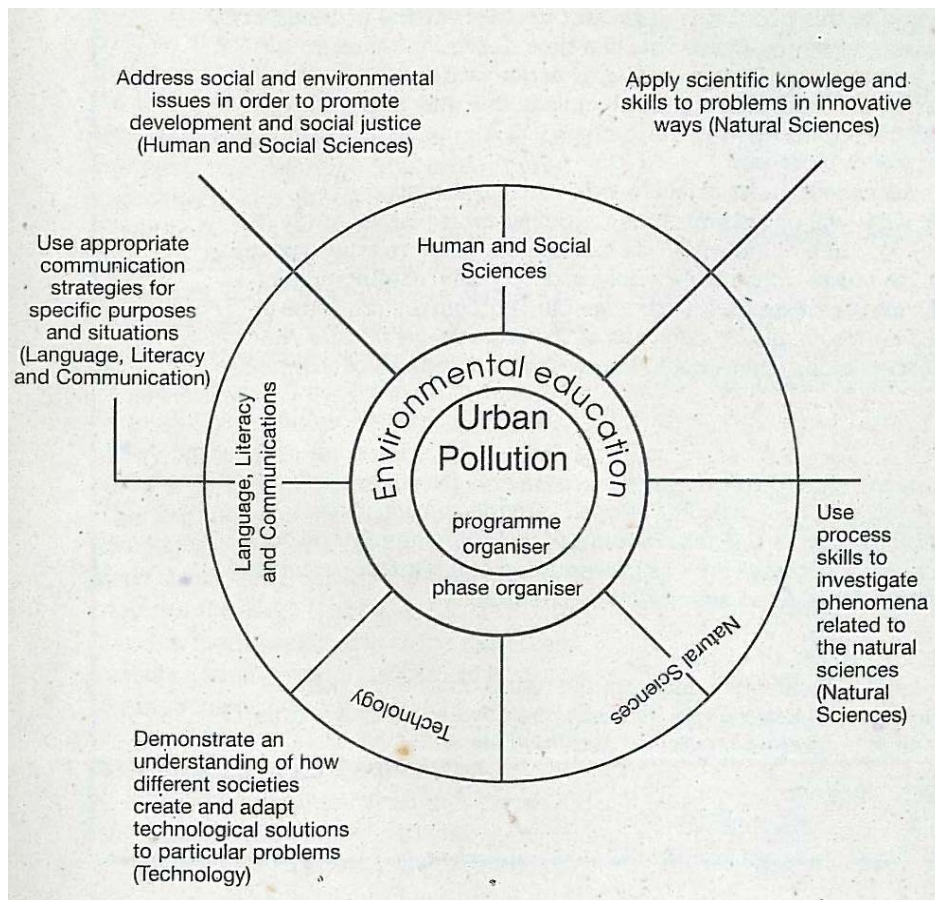 Address social and environmental
issues in order to promote
development and social justice
(Human and Social Sciences)
Apply scientific knowlege and
skills to problems in innovative
ways (Natural Sciences)
Use appropriate
communication
strategies for
specific purposes
and situations
(Language, Literacy
and Communication)
Human and Social
Sciences
Language, Literacy
and Communications
Environmental education
Urban
Pollution
programme
organiser
phase organiser
Natural Sciences
Technology
Use
process
skills to
investigate
phenomena
related to
the natural
sciences
(Natural
Sciences)
Demonstrate an
understanding of how
different societies
create and adapt
technological solutions
to particular problems
(Technology)